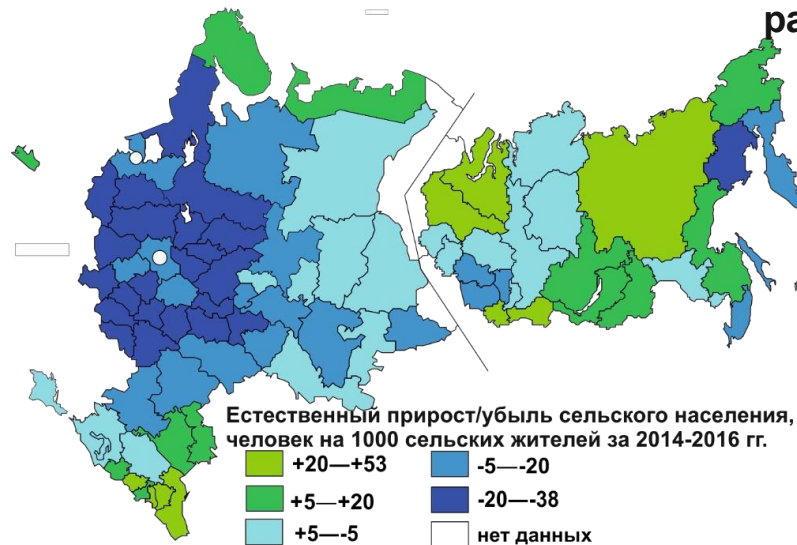 ра
Естественный прирост/убыль сельского населения,
человек на 1000 сельских жителей за 2014-2016 гг.
+20—+53
-5—-20
+5—+20
-20—-38
+5—-5
нет данных